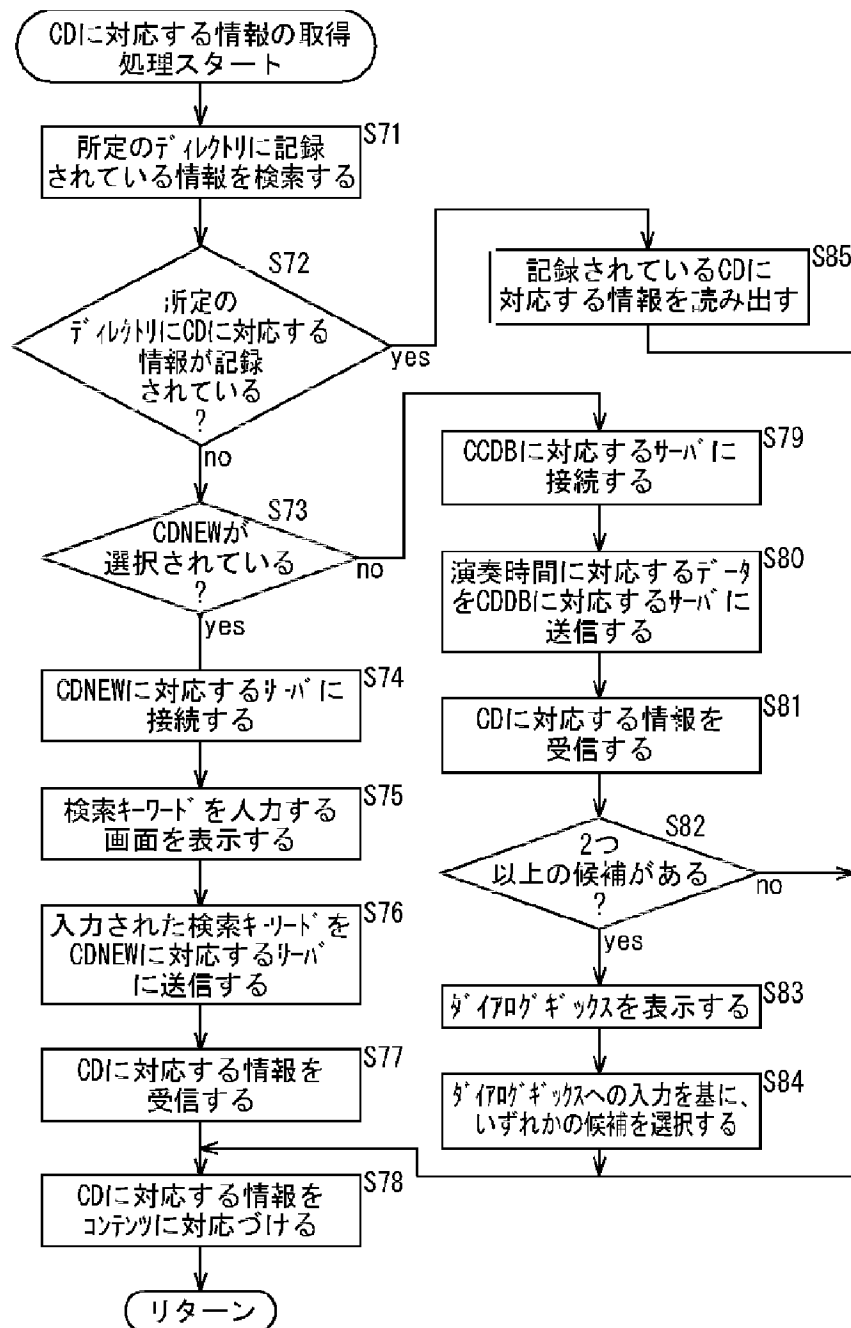 CDに対応する情報の取得
処理スタート
S71
所定のディレクトリに記録
されている情報を検索する
S72
所定の
ディレクトリにCDに対応する
情報が記録
されている
?
yes
no
S85
記録されているCDに
対応する情報を読み出す
S73
CDNEWが
選択されている
?
no
yes
S74
CDNEWに対応するサーバに
接続する
S75
検索キーワードを入力する
画面を表示する
S76
入力された検索キーワードを
CDNEWに対応するサーバ
に送信する
S77
CDに対応する情報を
受信する
S78
CDに対応する情報を
コンテンツに対応づける
リターン
S79
CCDBに対応するサーバに
接続する
S80
演奏時間に対応するデータ
をCDDBに対応するサーバに
送信する
S81
CDに対応する情報を
受信する
S82
2つ
以上の候補がある
?
no
yes
S83
ダイアログボックスを表示する
S84
ダイアログボックスへの入力を基に、
いずれかの候補を選択する